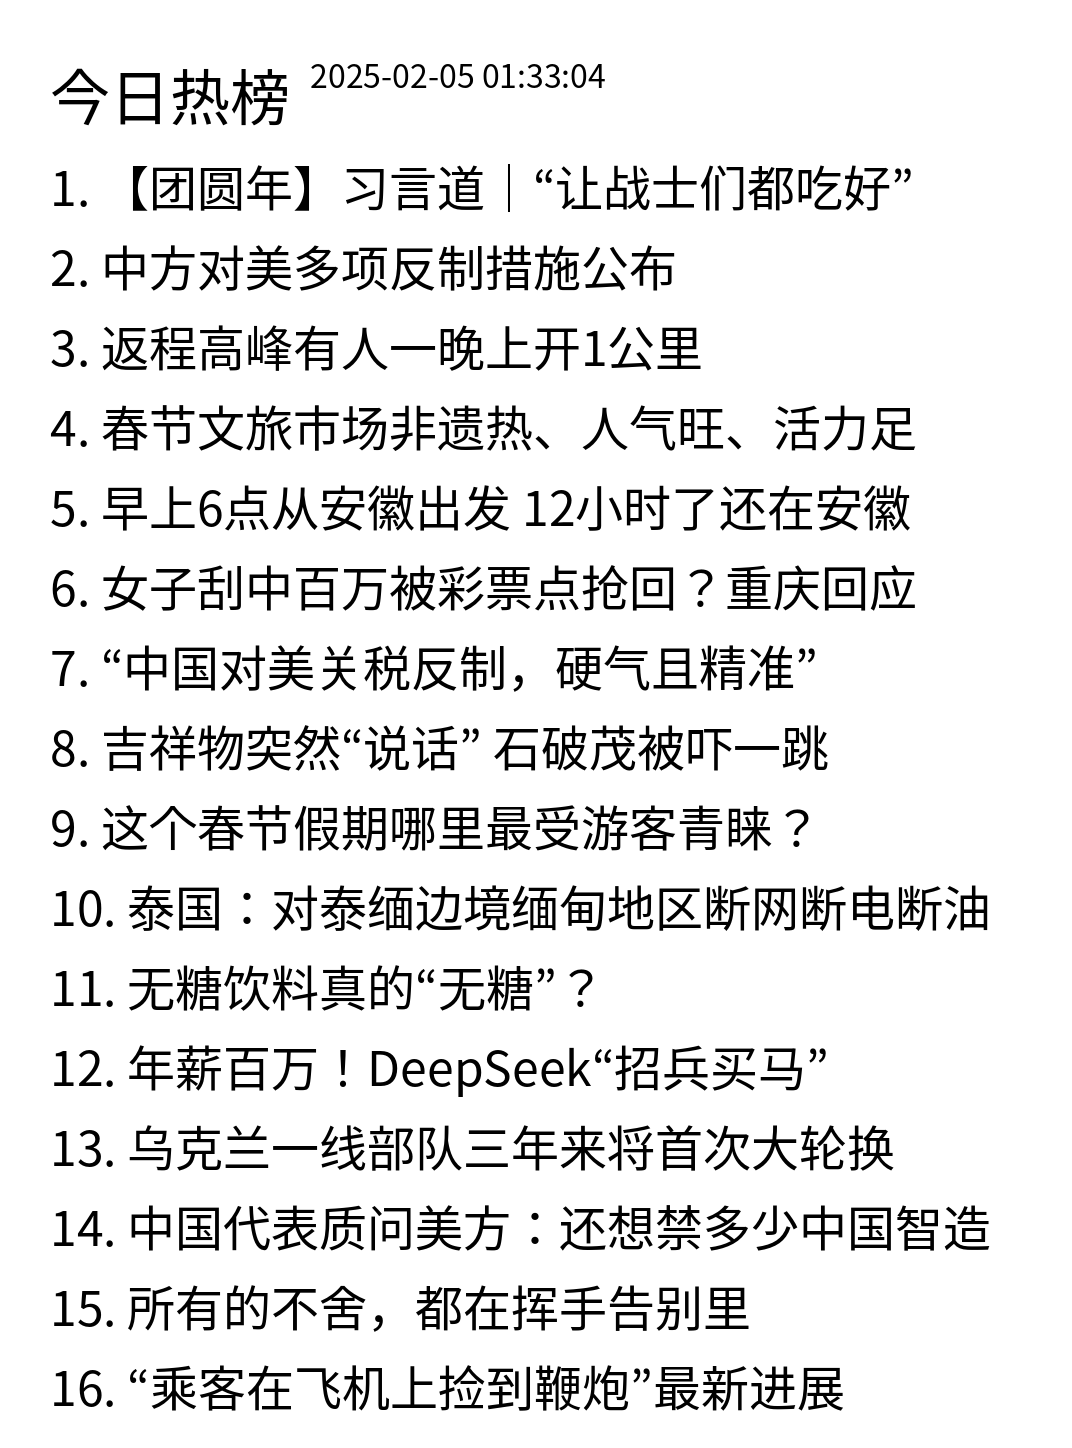 今日热榜 2025-02-05 01:33:04
1. 【团圆年】习言道｜“让战士们都吃好”
2. 中方对美多项反制措施公布
3. 返程高峰有人一晚上开1公里
4. 春节文旅市场非遗热、人气旺、活力足
5. 早上6点从安徽出发 12小时了还在安徽
6. 女子刮中百万被彩票点抢回？重庆回应
7. “中国对美关税反制，硬气且精准”
8. 吉祥物突然“说话” 石破茂被吓一跳
9. 这个春节假期哪里最受游客青睐？
10. 泰国：对泰缅边境缅甸地区断网断电断油
11. 无糖饮料真的“无糖”？
12. 年薪百万！DeepSeek“招兵买马”
13. 乌克兰一线部队三年来将首次大轮换
14. 中国代表质问美方：还想禁多少中国智造
15. 所有的不舍，都在挥手告别里
16. “乘客在飞机上捡到鞭炮”最新进展